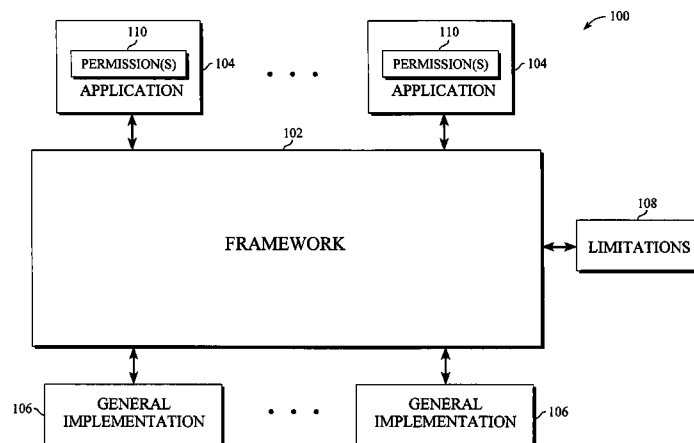 100
110
110
PERMISSION(S)
104
PERMISSION(S)
104
APPLICATION
APPLICATION
102
108
FRAMEWORK
LIMITATIONS
106
GENERAL
IMPLEMENTATION
GENERAL
IMPLEMENTATION
106